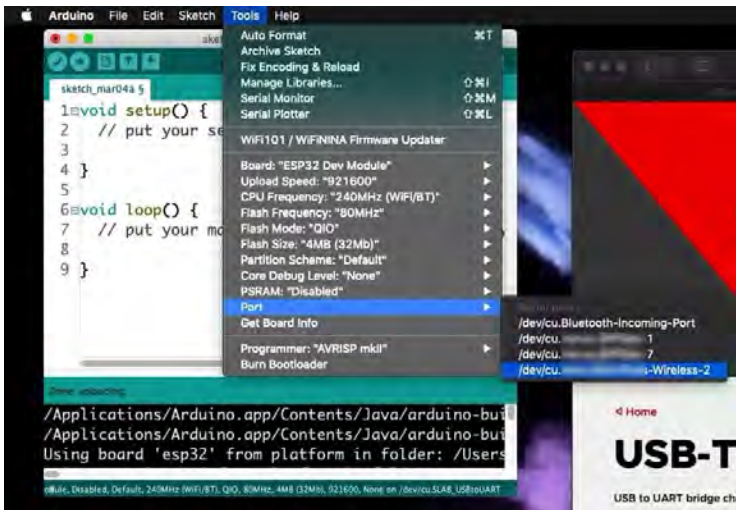 Arduino File Edit Sketch Tools Help
sketch_mar04a §
1 void setup() {
2 // put your se
3
4 }
5
6 void loop() {
7 // put your mo
8
9 }
Auto Format ⌘T
Archive Sketch
Fix Encoding & Reload
Manage Libraries... ⇧⌘I
Serial Monitor ⇧⌘M
Serial Plotter ⇧⌘L
WiFi101 / WiFiNINA Firmware Updater
Board: "ESP32 Dev Module"
Upload Speed: "921600"
CPU Frequency: "240MHz (WiFi/BT)"
Flash Frequency: "80MHz"
Flash Mode: "QIO"
Flash Size: "4MB (32Mb)"
Partition Scheme: "Default"
Core Debug Level: "None"
PSRAM: "Disabled"
Port
Get Board Info
Programmer: "AVRISP mkII"
Burn Bootloader
/dev/cu.Bluetooth-Incoming-Port
/dev/cu. 1
/dev/cu. 7
/dev/cu. s-Wireless-2
Done uploading.
/Applications/Arduino.app/Contents/Java/arduino-bui
/Applications/Arduino.app/Contents/Java/arduino-bui
Using board 'esp32' from platform in folder: /Users
odule, Disabled, Default, 240MHz (WiFi/BT), QIO, 80MHz, 4MB (32Mb), 921600, None on /dev/cu.SLAB_USBtoUART
Home
USB-T
USB to UART bridge ch